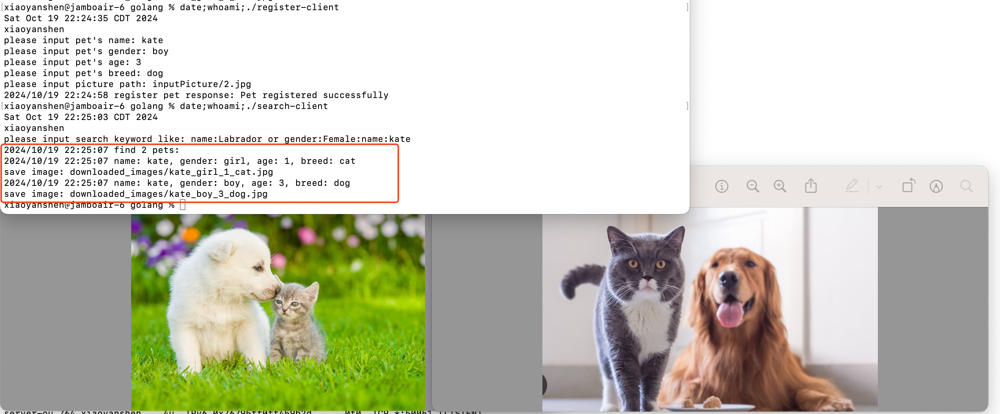 xiaoyanshen@jamboair-6 golang % date;whoami;./register-client
Sat Oct 19 22:24:35 CDT 2024
xiaoyanshen
please input pet's name: kate
please input pet's gender: boy
please input pet's age: 3
please input pet's breed: dog
please input picture path: inputPicture/2.jpg
2024/10/19 22:24:58 register pet response: Pet registered successfully
xiaoyanshen@jamboair-6 golang % date;whoami;./search-client
Sat Oct 19 22:25:03 CDT 2024
xiaoyanshen
please input search keyword like: name:Labrador or gender:Female:name:kate
2024/10/19 22:25:07 find 2 pets:
2024/10/19 22:25:07 name: kate, gender: girl, age: 1, breed: cat
save image: downloaded_images/kate_girl_1_cat.jpg
2024/10/19 22:25:07 name: kate, gender: boy, age: 3, breed: dog
save image: downloaded_images/kate_boy_3_dog.jpg
xiaoyanshen@jamboair-6 golang %
xiaoyanshen *:50051 (LISTEN)